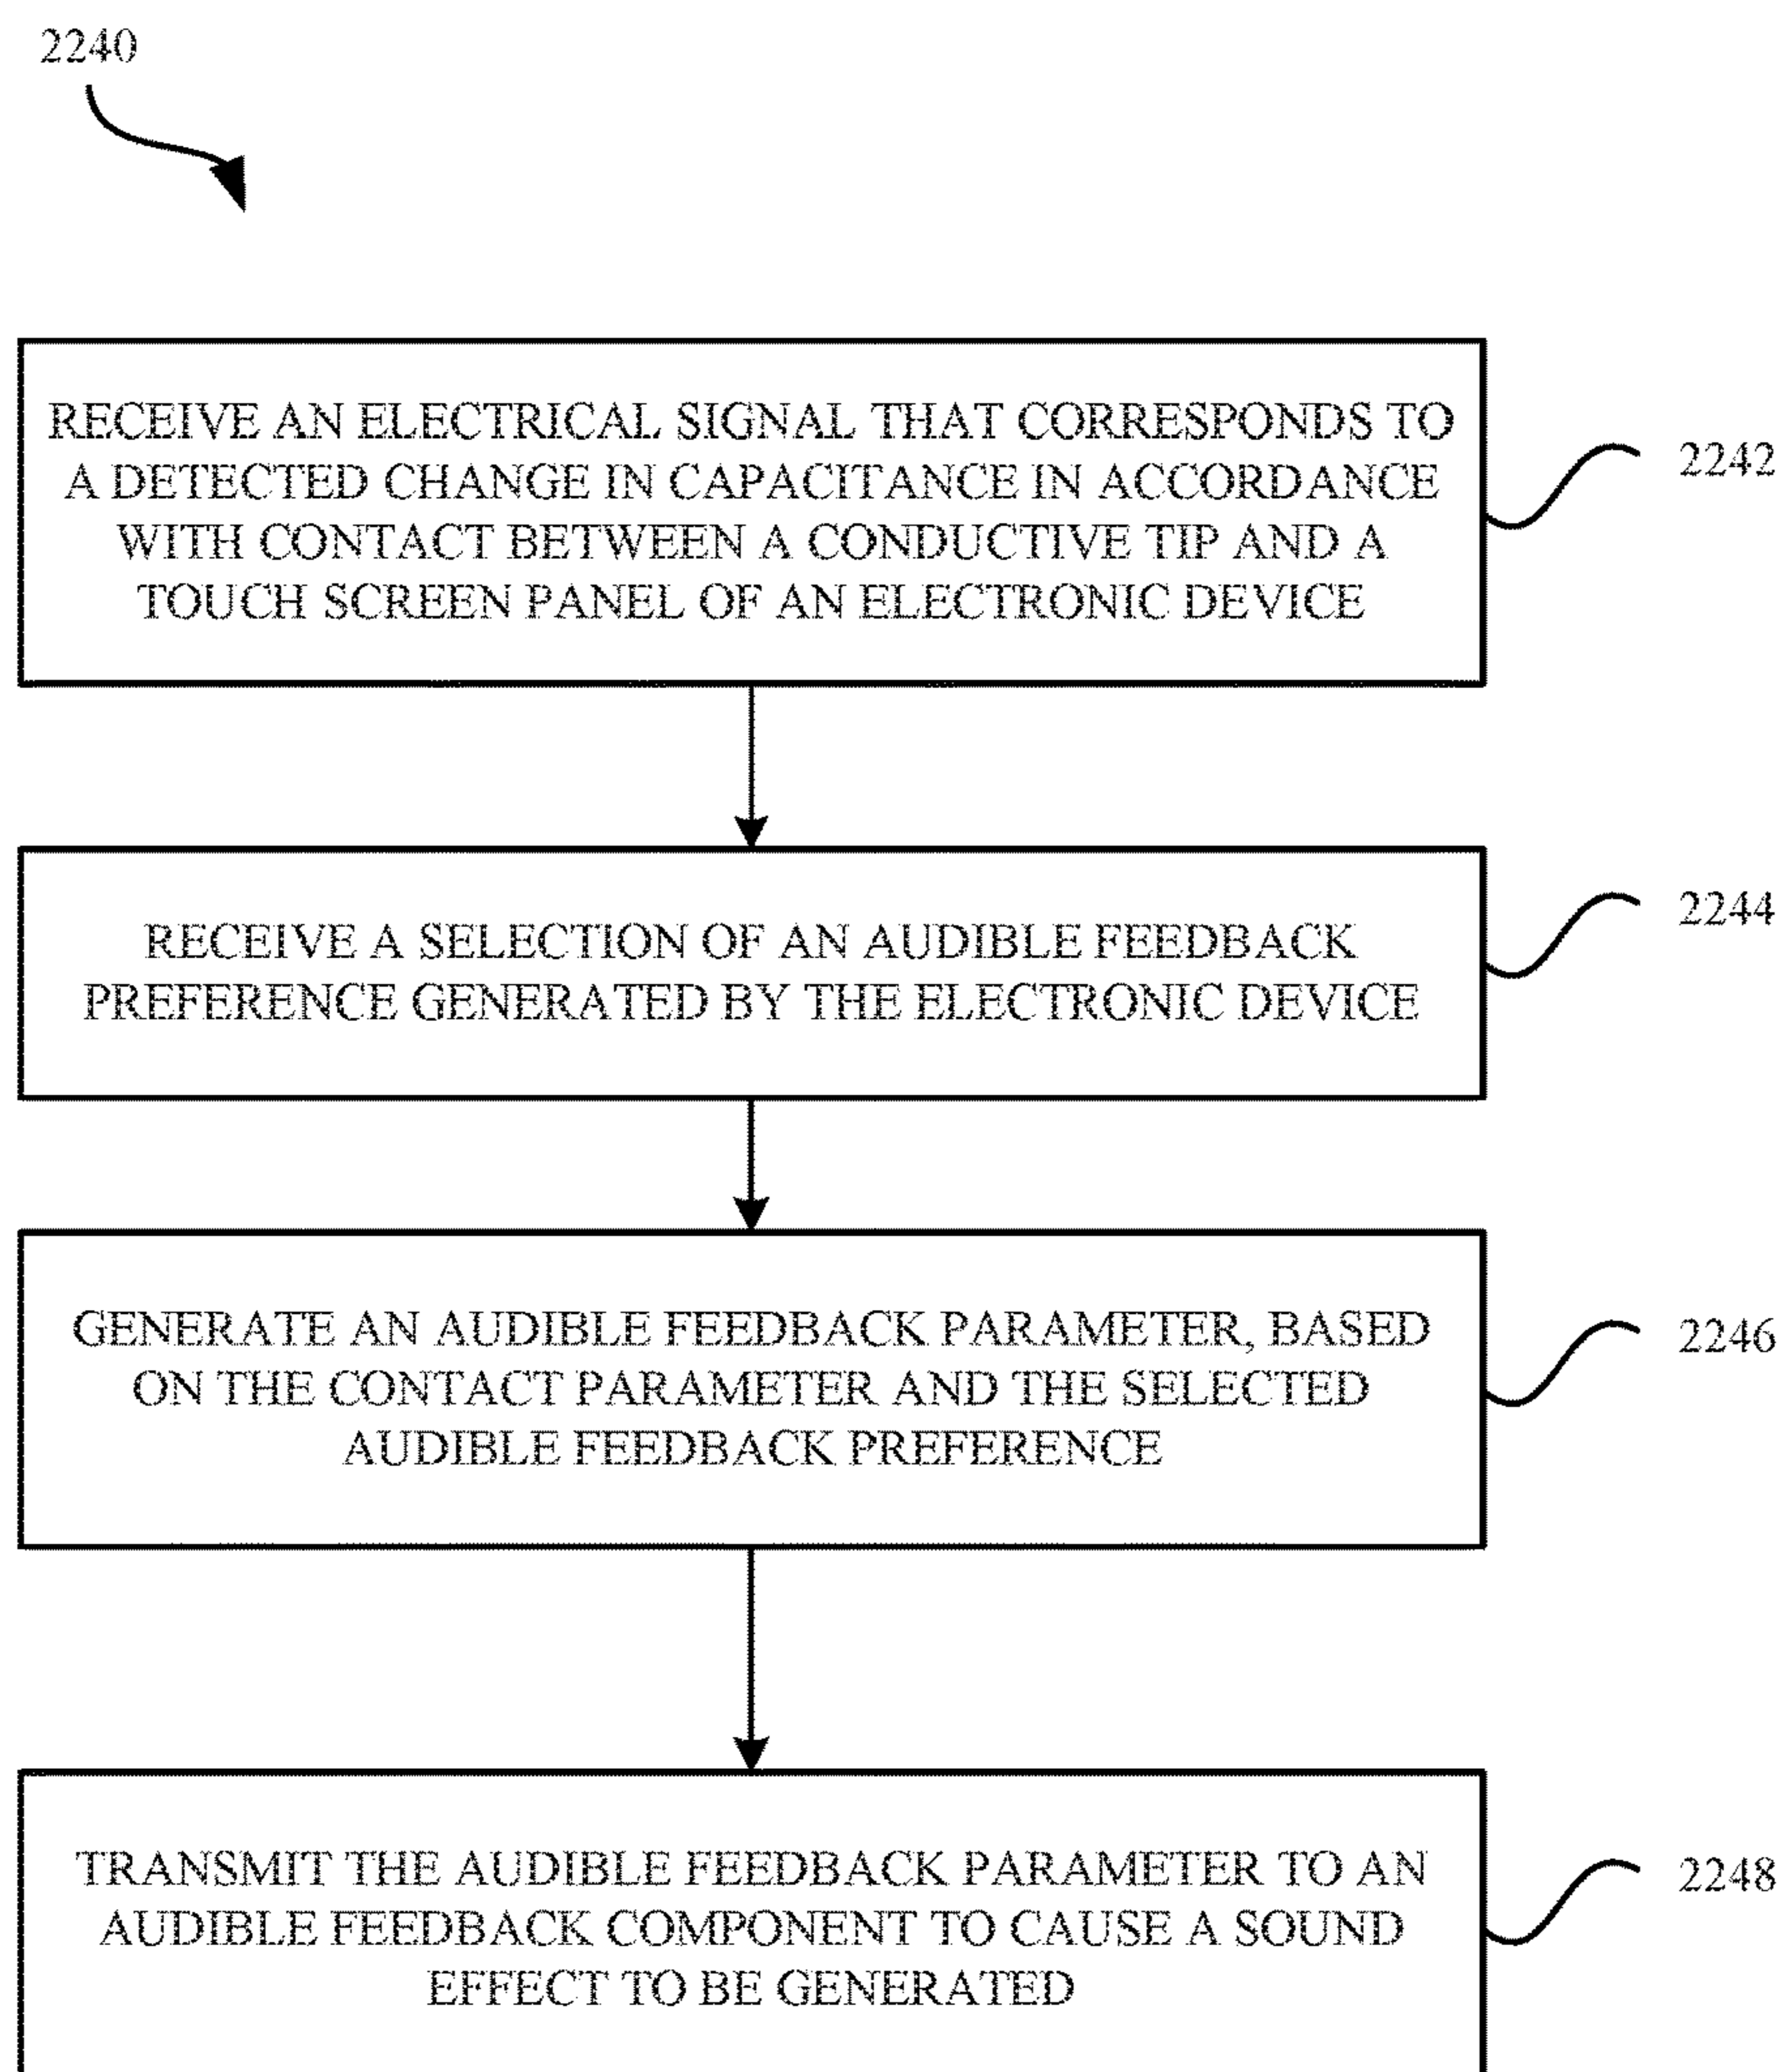 2240
RECEIVE AN ELECTRICAL SIGNAL THAT CORRESPONDS TO
A DETECTED CHANGE IN CAPACITANCE IN ACCORDANCE
WITH CONTACT BETWEEN A CONDUCTIVE TIP AND A
TOUCH SCREEN PANEL OF AN ELECTRONIC DEVICE
2242
RECEIVE A SELECTION OF AN AUDIBLE FEEDBACK
PREFERENCE GENERATED BY THE ELECTRONIC DEVICE
2244
GENERATE AN AUDIBLE FEEDBACK PARAMETER, BASED
ON THE CONTACT PARAMETER AND THE SELECTED
AUDIBLE FEEDBACK PREFERENCE
2246
TRANSMIT THE AUDIBLE FEEDBACK PARAMETER TO AN
AUDIBLE FEEDBACK COMPONENT TO CAUSE A SOUND
EFFECT TO BE GENERATED
2248